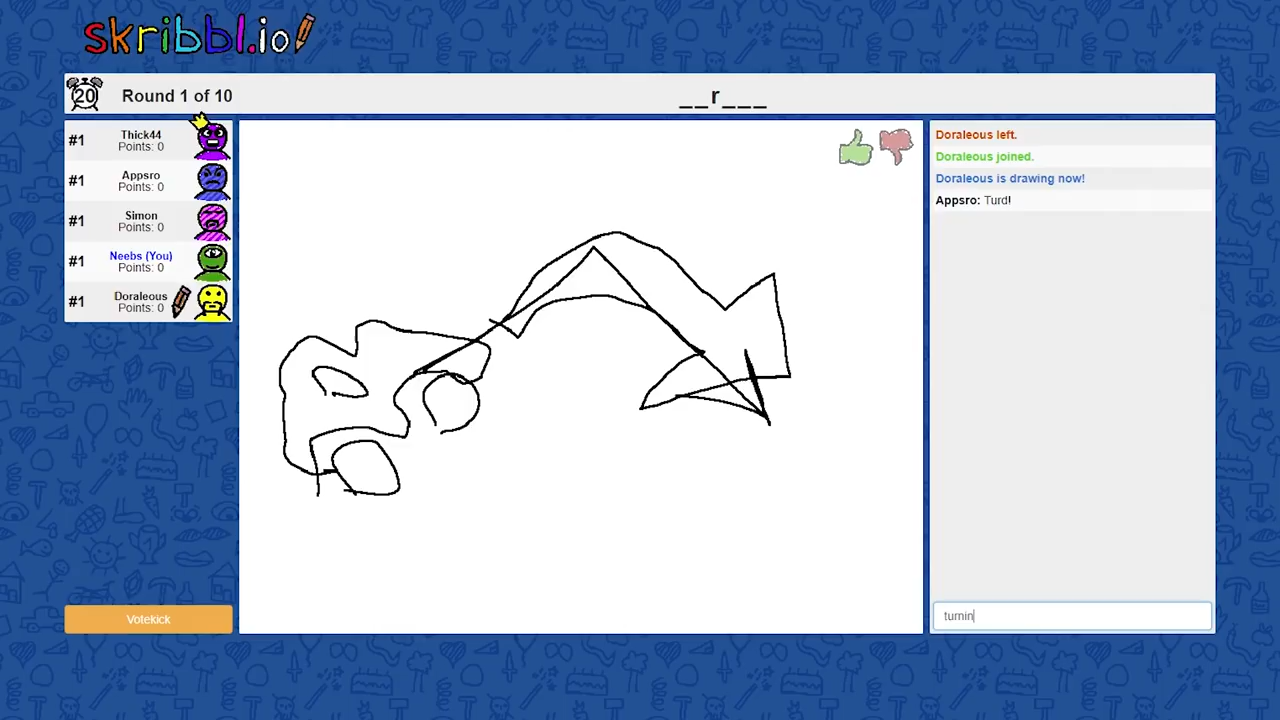 skribbl.io
20 Round 1 of 10 __r___
#1 Thick44
Points: 0
#1 Appsro
Points: 0
#1 Simon
Points: 0
#1 Neebs (You)
Points: 0
#1 Doraleous
Points: 0
Votekick
Doraleous left.
Doraleous joined.
Doraleous is drawing now!
Appsro: Turd!
turnin